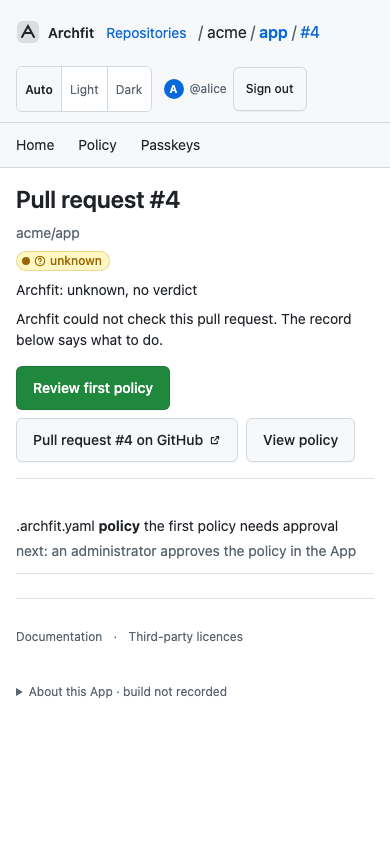 Archfit Repositories / acme / app / #4
Auto Light Dark A @alice Sign out
Home Policy Passkeys
Pull request #4
acme/app
unknown
Archfit: unknown, no verdict
Archfit could not check this pull request. The record
below says what to do.
Review first policy
Pull request #4 on GitHub View policy
.archfit.yaml policy the first policy needs approval
next: an administrator approves the policy in the App
Documentation · Third-party licences
About this App · build not recorded